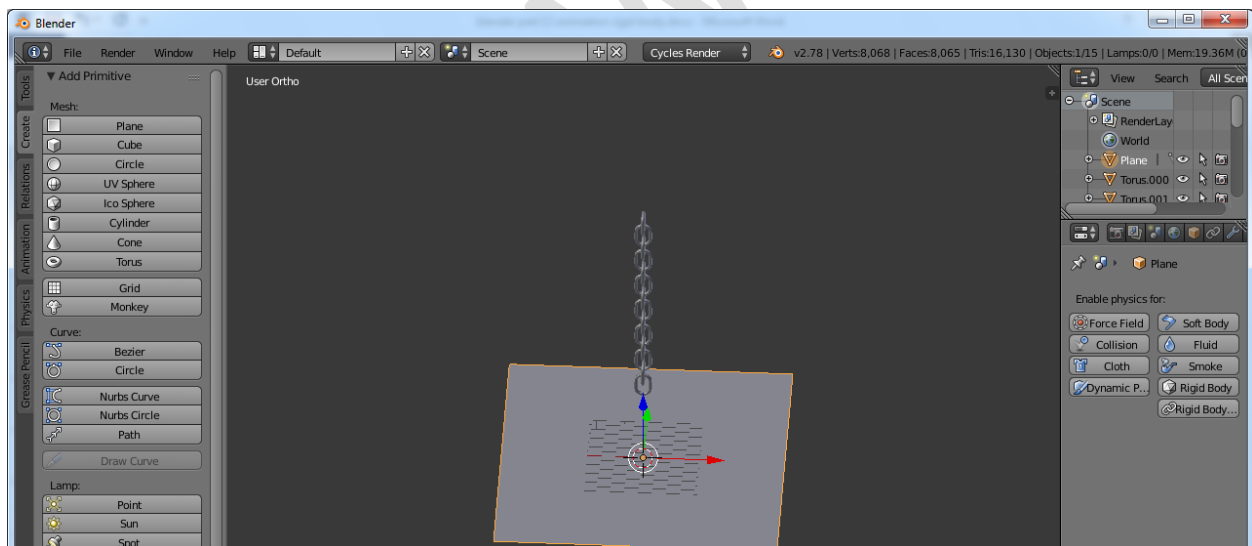 Blender
File Render Window Help Default Scene Cycles Render v2.78 | Verts:8,068 | Faces:8,065 | Tris:16,130 | Objects:1/15 | Lamps:0/0 | Mem:19.36M (0
Tools
Create
Relations
Animation
Physics
Grease Pencil
Add Primitive
Mesh:
Plane
Cube
Circle
UV Sphere
Ico Sphere
Cylinder
Cone
Torus
Grid
Monkey
Curve:
Bezier
Circle
Nurbs Curve
Nurbs Circle
Path
Draw Curve
Lamp:
Point
Sun
Spot
User Ortho
View Search All Scen
Scene
RenderLay
World
Plane
Torus.000
Torus.001
Plane
Enable physics for:
Force Field Soft Body
Collision Fluid
Cloth Smoke
Dynamic P... Rigid Body
Rigid Body...